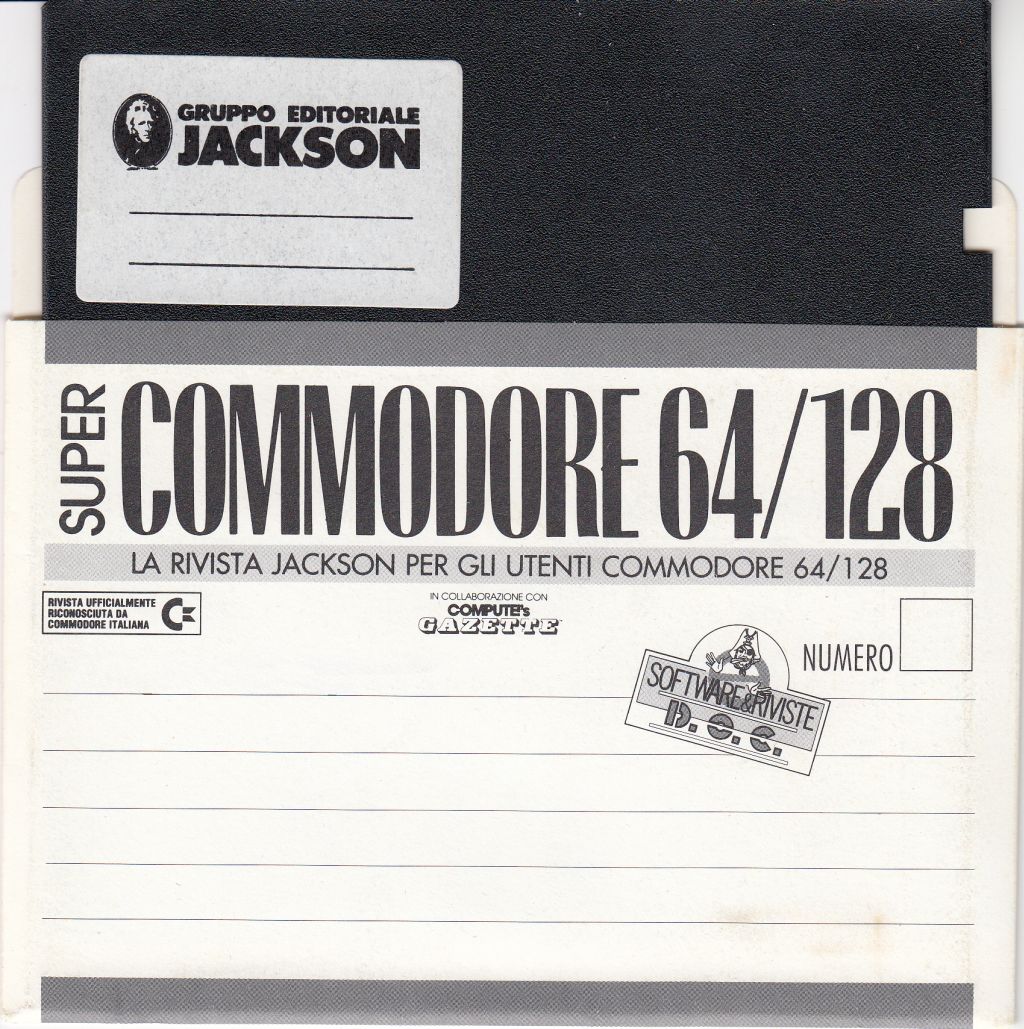 GRUPPO EDITORIALE
JACKSON
SUPER
COMMODORE 64/128
LA RIVISTA JACKSON PER GLI UTENTI COMMODORE 64/128
RIVISTA UFFICIALMENTE
RICONOSCIUTA DA
COMMODORE ITALIANA
IN COLLABORAZIONE CON
COMPUTE!'s
GAZETTE
NUMERO
SOFTWARE&RIVISTE
D.O.C.